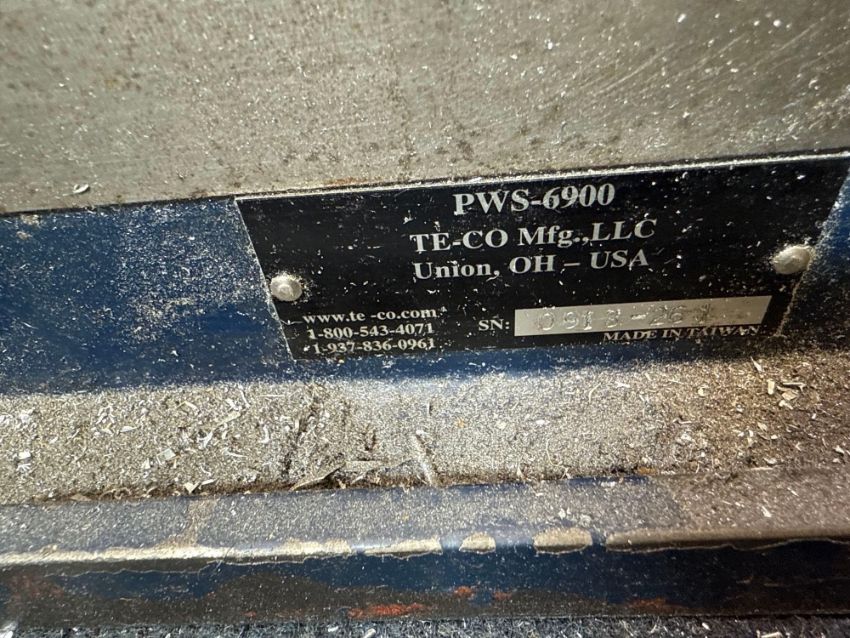 PWS-6900
TE-CO Mfg.,LLC
Union, OH – USA
www.te -co.com
1-800-543-4071
1-937-836-0961
SN:
MADE IN TAIWAN